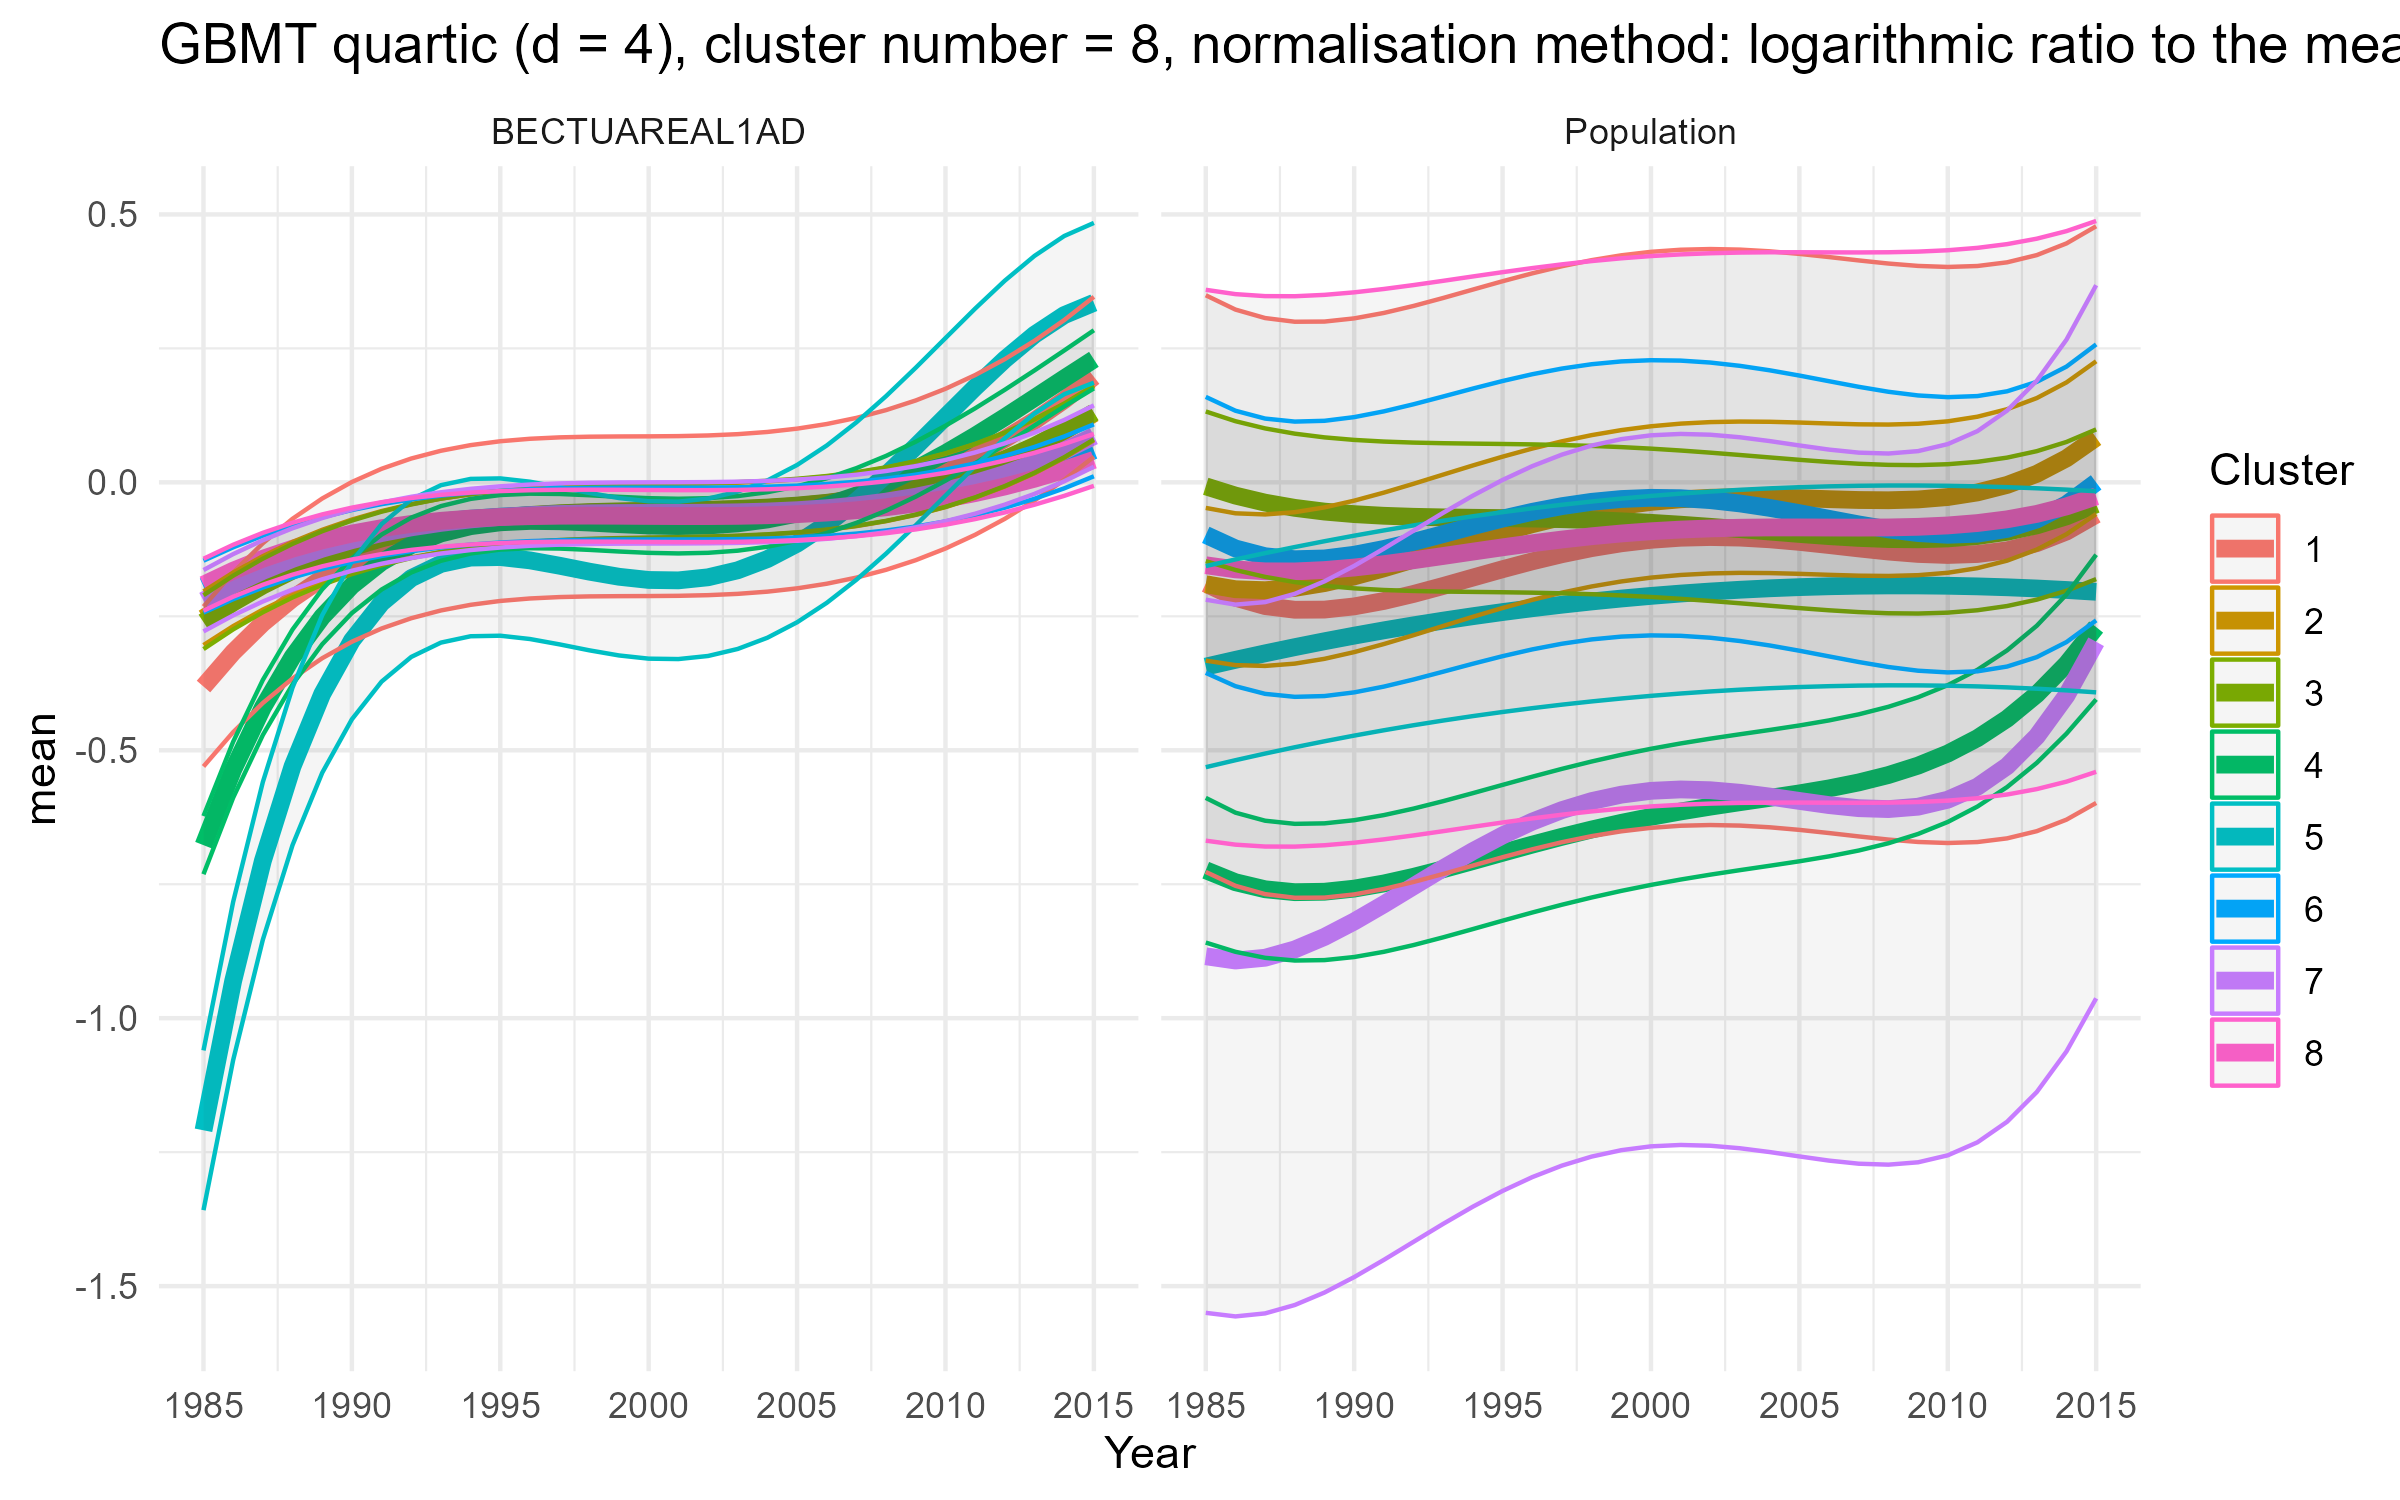 GBMT quartic (d = 4), cluster number = 8, normalisation method: logarithmic ratio to the mea
BECTUAREAL1AD
Population
0.5
0.0
-0.5
-1.0
-1.5
mean
1985 1990 1995 2000 2005 2010 2015
1985 1990 1995 2000 2005 2010 2015
Year
Cluster
1
2
3
4
5
6
7
8